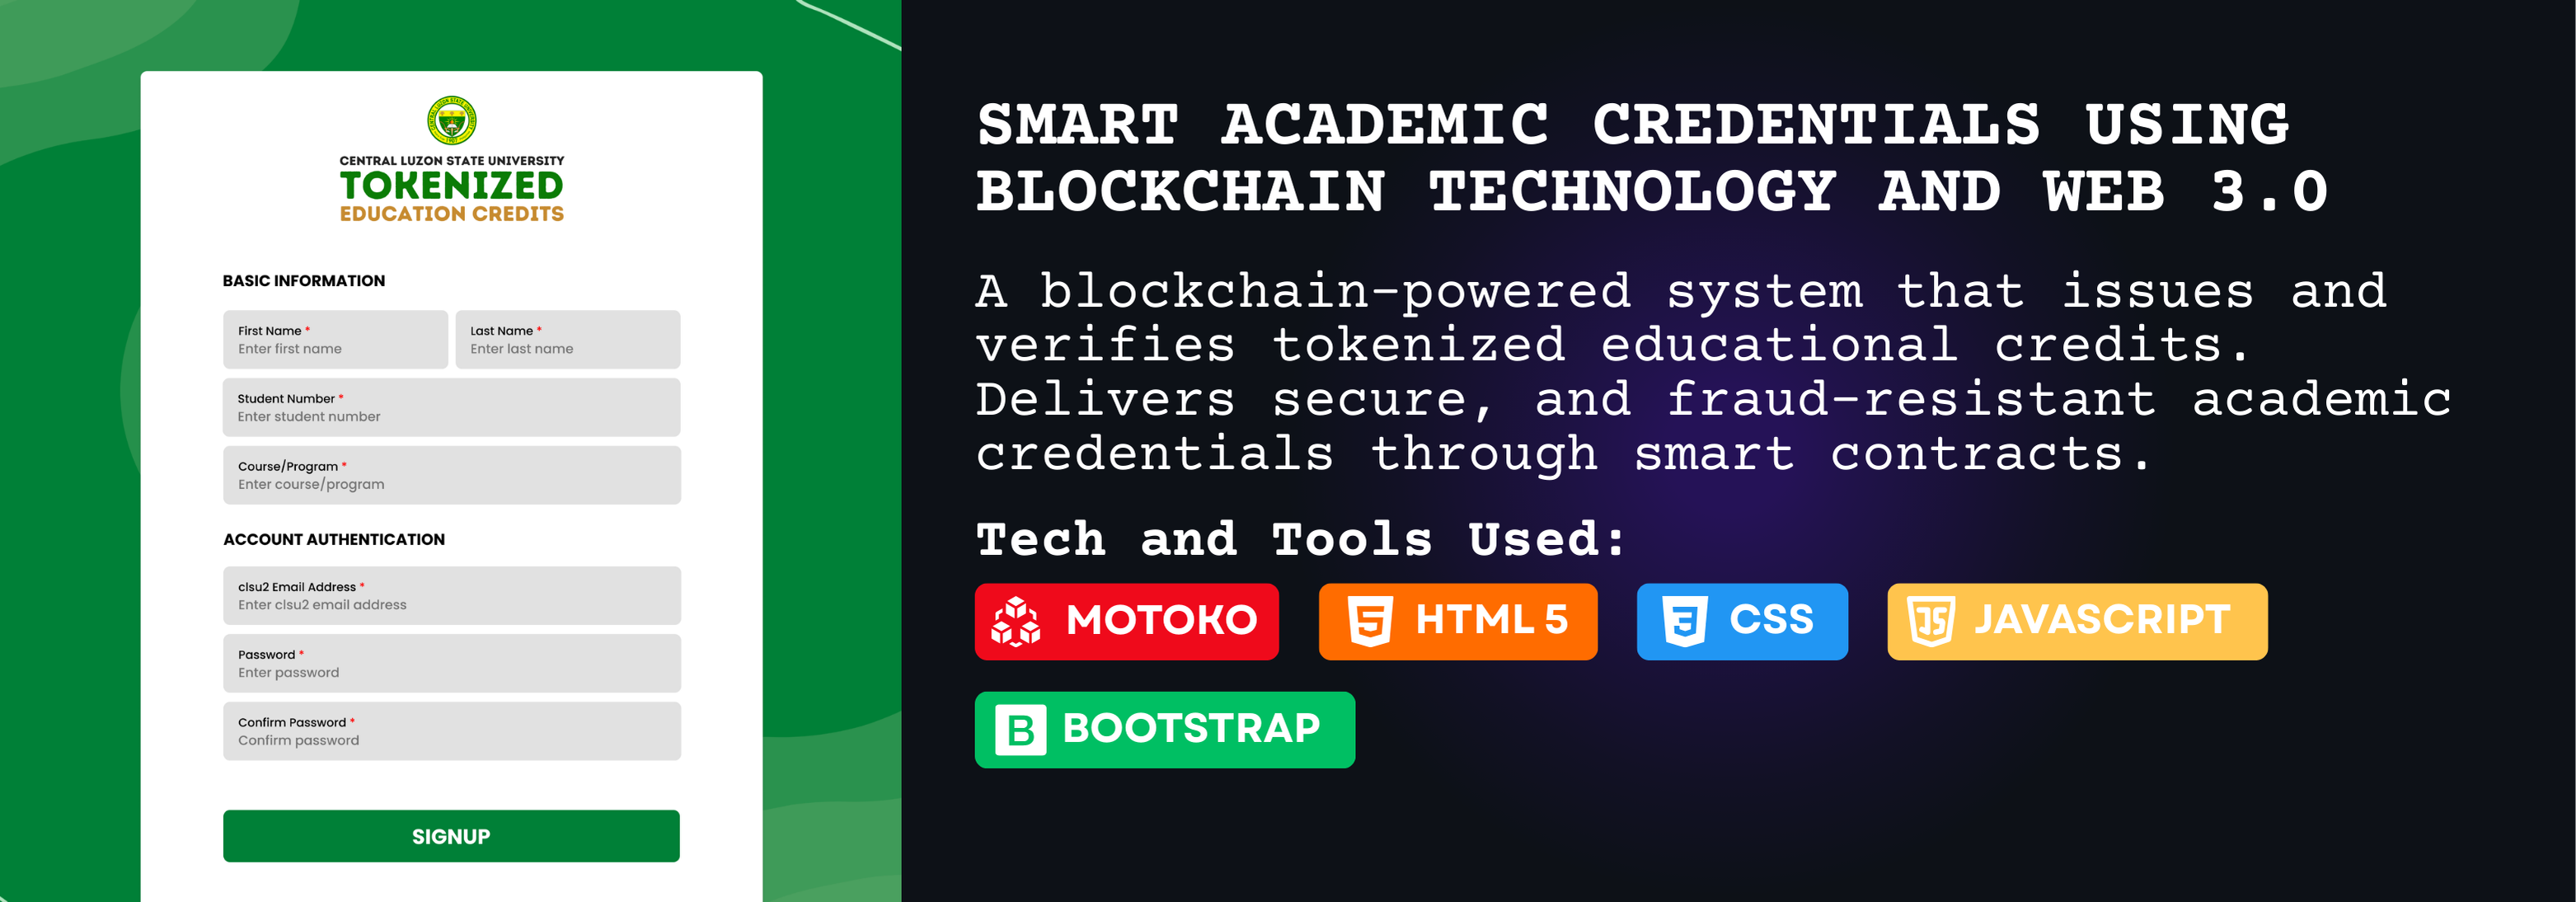 CENTRAL LUZON STATE UNIVERSITY
TOKENIZED
EDUCATION CREDITS
BASIC INFORMATION
First Name *
Enter first name
Last Name *
Enter last name
Student Number *
Enter student number
Course/Program *
Enter course/program
ACCOUNT AUTHENTICATION
clsu2 Email Address *
Enter clsu2 email address
Password *
Enter password
Confirm Password *
Confirm password
SIGNUP
SMART ACADEMIC CREDENTIALS USING
BLOCKCHAIN TECHNOLOGY AND WEB 3.0
A blockchain-powered system that issues and
verifies tokenized educational credits.
Delivers secure, and fraud-resistant academic
credentials through smart contracts.
Tech and Tools Used:
MOTOKO
5 HTML 5
3 CSS
JS JAVASCRIPT
B BOOTSTRAP